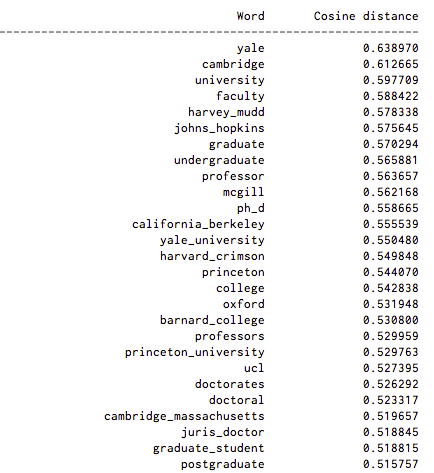 Word Cosine distance
------------------------------------------------------------------------
yale 0.638970
cambridge 0.612665
university 0.597709
faculty 0.588422
harvey_mudd 0.578338
johns_hopkins 0.575645
graduate 0.570294
undergraduate 0.565881
professor 0.563657
mcgill 0.562168
ph_d 0.558665
california_berkeley 0.555539
yale_university 0.550480
harvard_crimson 0.549848
princeton 0.544070
college 0.542838
oxford 0.531948
barnard_college 0.530800
professors 0.529959
princeton_university 0.529763
ucl 0.527395
doctorates 0.526292
doctoral 0.523317
cambridge_massachusetts 0.519657
juris_doctor 0.518845
graduate_student 0.518815
postgraduate 0.515757